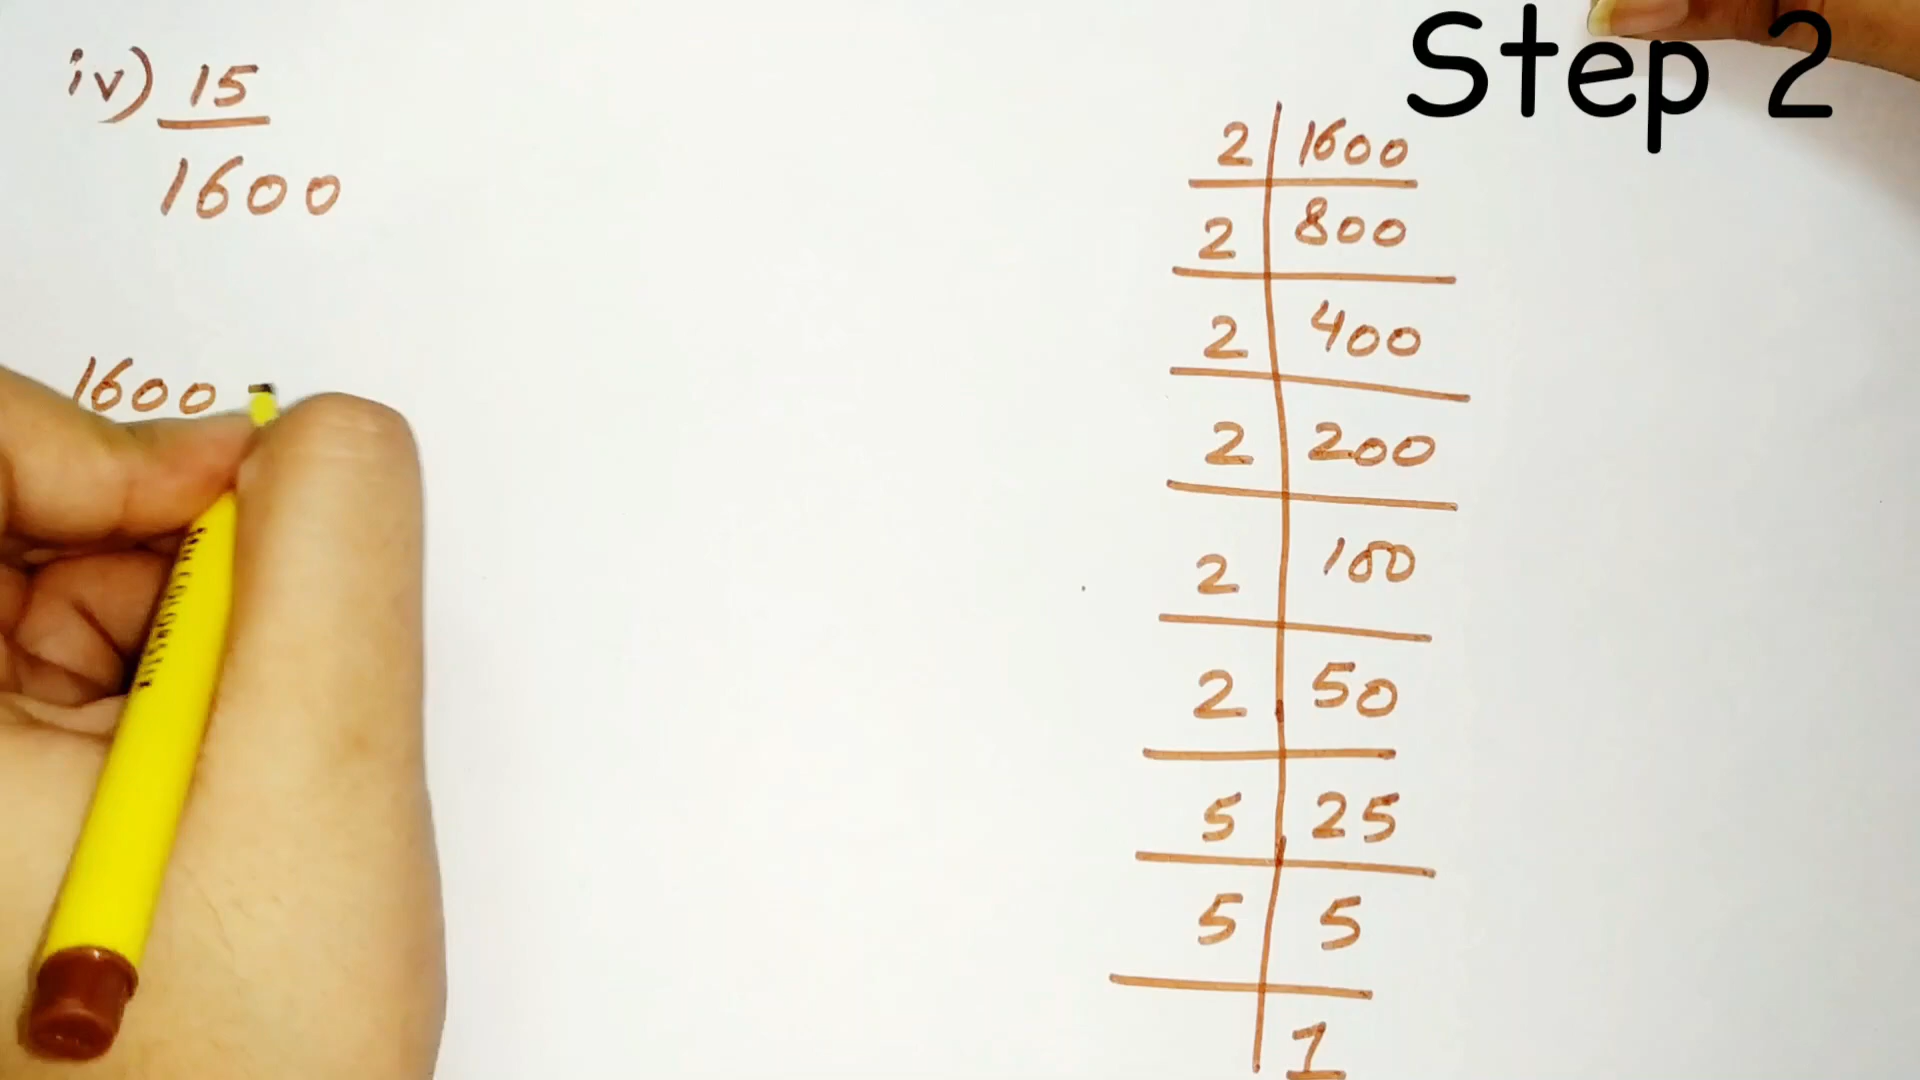 Step 2
iv) 15
1600
1600 =
2 | 1600
2 | 800
2 | 400
2 | 200
2 | 100
2 | 50
5 | 25
5 | 5
1